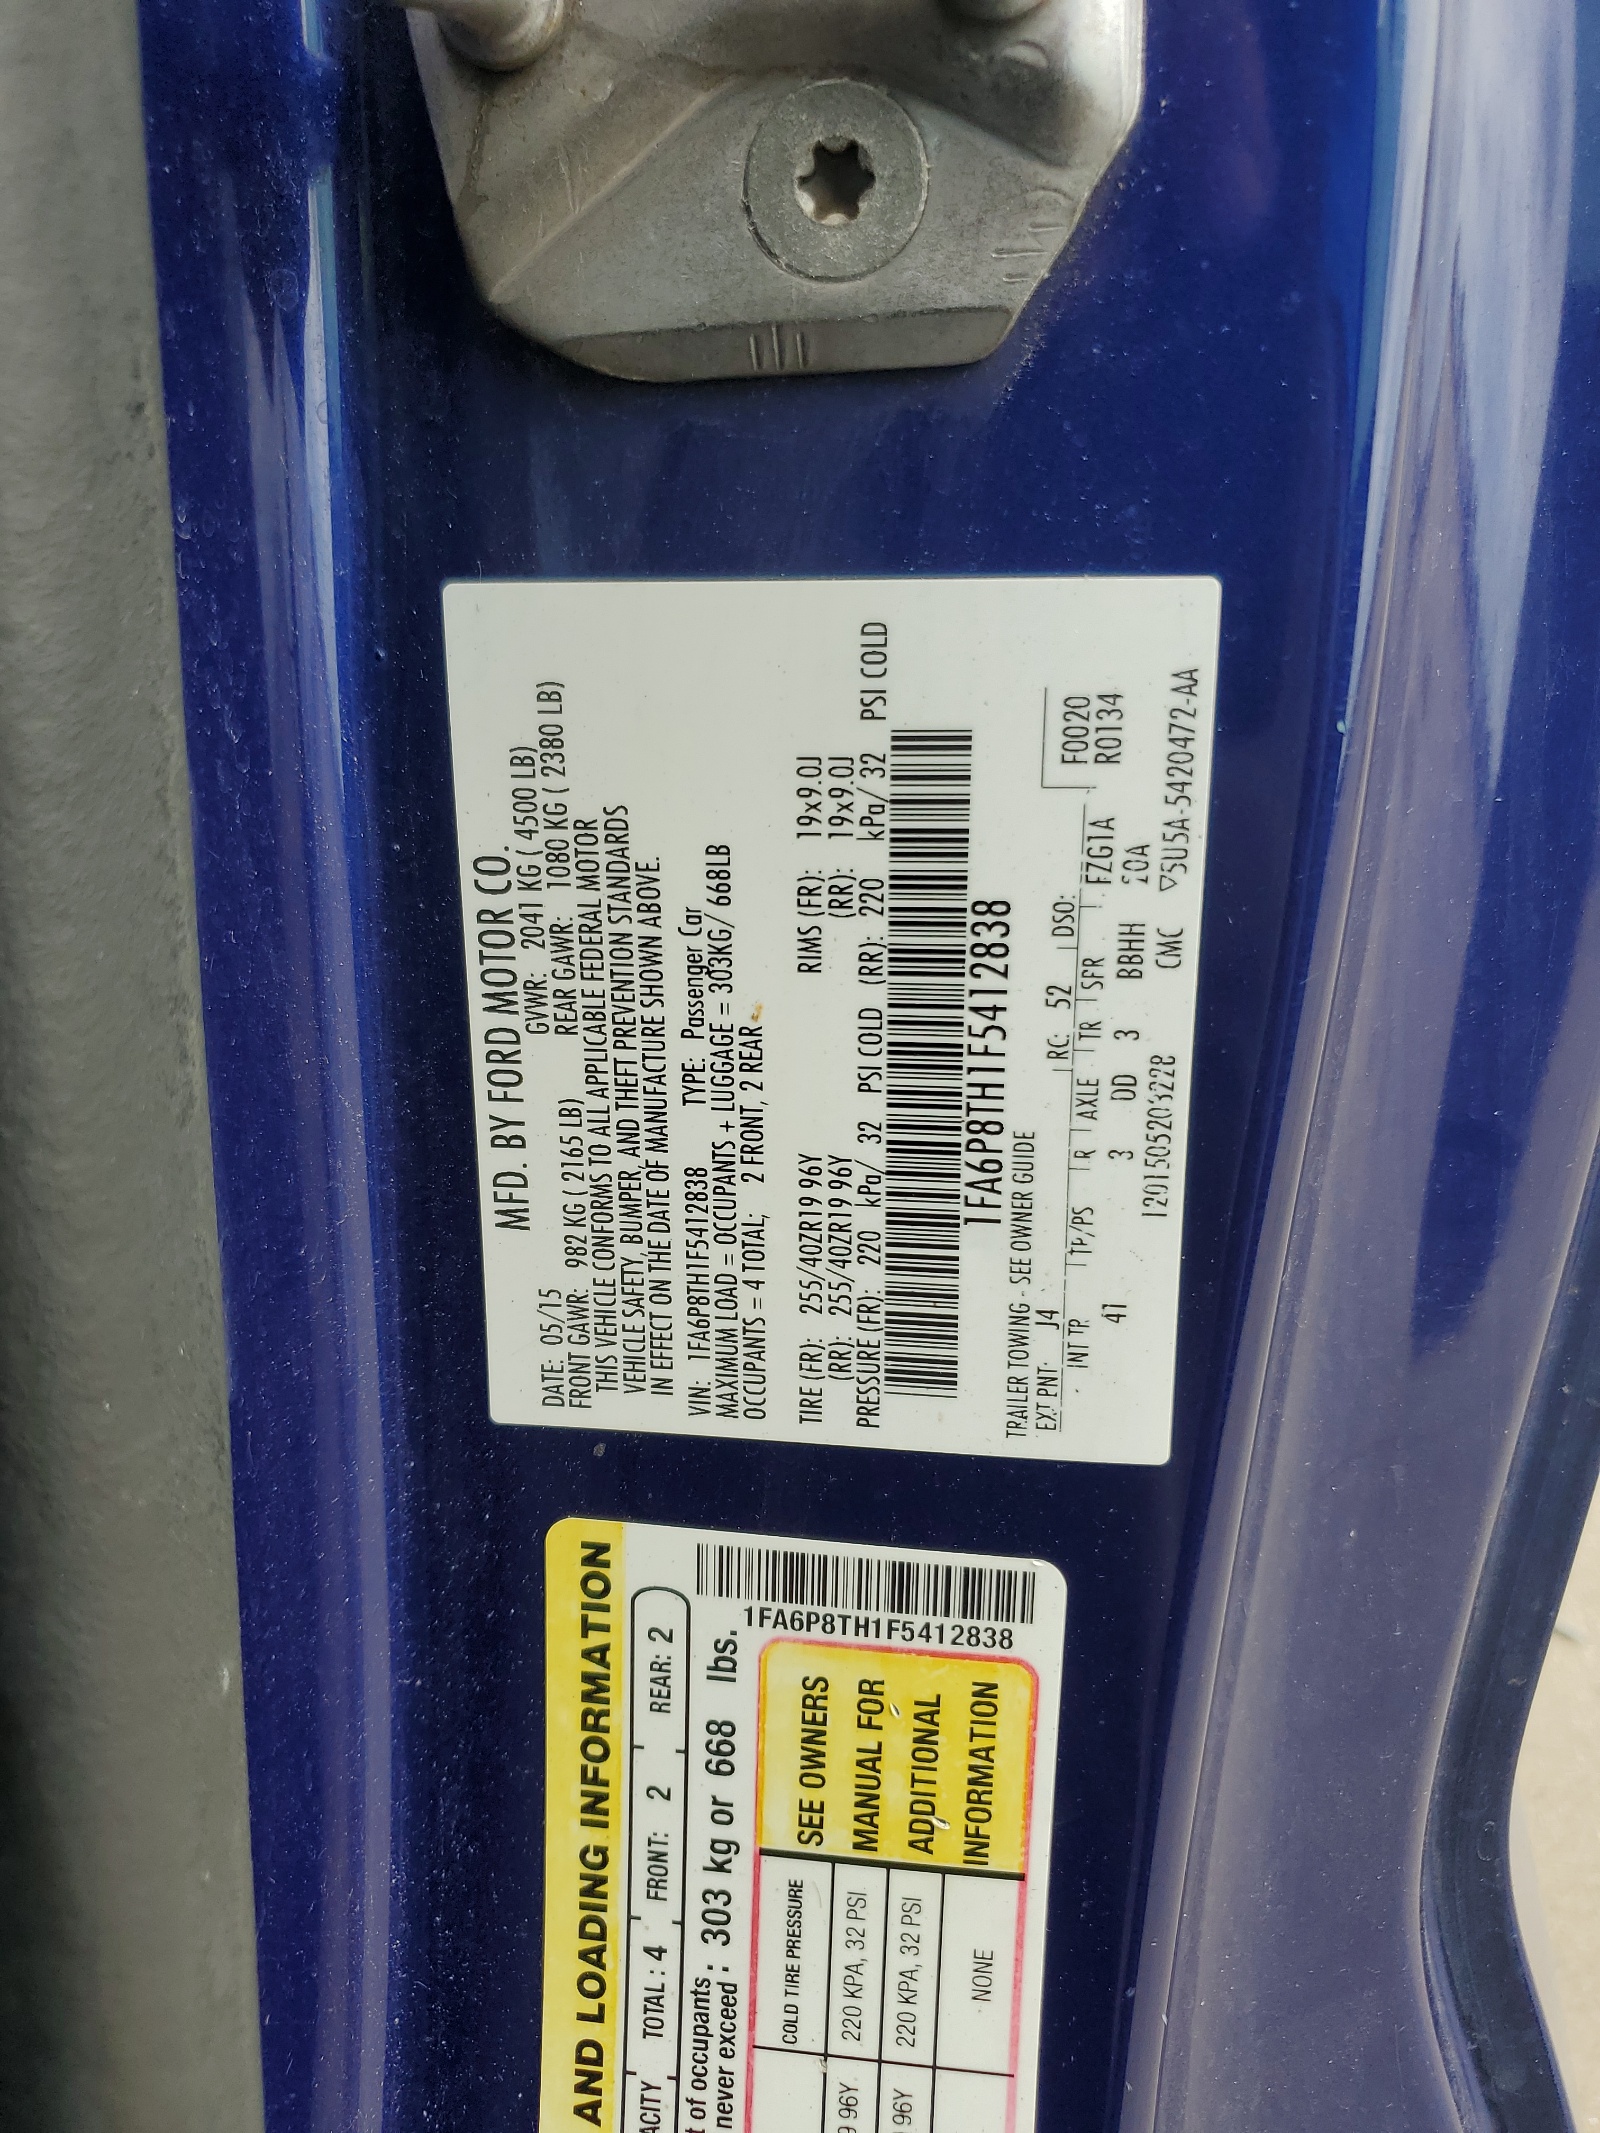 MFD. BY FORD MOTOR CO.
DATE: 05/15 GVWR: 2041 KG ( 4500 LB)
FRONT GAWR: 982 KG ( 2165 LB) REAR GAWR: 1080 KG ( 2380 LB)
THIS VEHICLE CONFORMS TO ALL APPLICABLE FEDERAL MOTOR
VEHICLE SAFETY, BUMPER, AND THEFT PREVENTION STANDARDS
IN EFFECT ON THE DATE OF MANUFACTURE SHOWN ABOVE.
VIN: 1FA6P8TH1F5412838 TYPE: Passenger Car
MAXIMUM LOAD = OCCUPANTS + LUGGAGE = 303KG/ 668LB
OCCUPANTS = 4 TOTAL; 2 FRONT, 2 REAR
TIRE (FR): 255/40ZR19 96Y RIMS (FR): 19x9.0J
(RR): 255/40ZR19 96Y (RR): 19x9.0J
PRESSURE (FR): 220 kPa/ 32 PSI COLD (RR): 220 kPa/ 32 PSI COLD
1FA6P8TH1F5412838
TRAILER TOWING - SEE OWNER GUIDE
EXT PNT: J4 RC: 52 DSO: F0020
INT TR TP/PS R AXLE TR SFR FZG1A R0134
41 3 DD 3 BBHH
1201505203228 CMC 5U5A-5420472-AA
AND LOADING INFORMATION
ACITY TOTAL : 4 FRONT: 2 REAR: 2
t of occupants :
never exceed : 303 kg or 668 lbs.
1FA6P8TH1F5412838
COLD TIRE PRESSURE SEE OWNERS
96Y 220 KPA, 32 PSI MANUAL FOR
96Y 220 KPA, 32 PSI ADDITIONAL
NONE INFORMATION